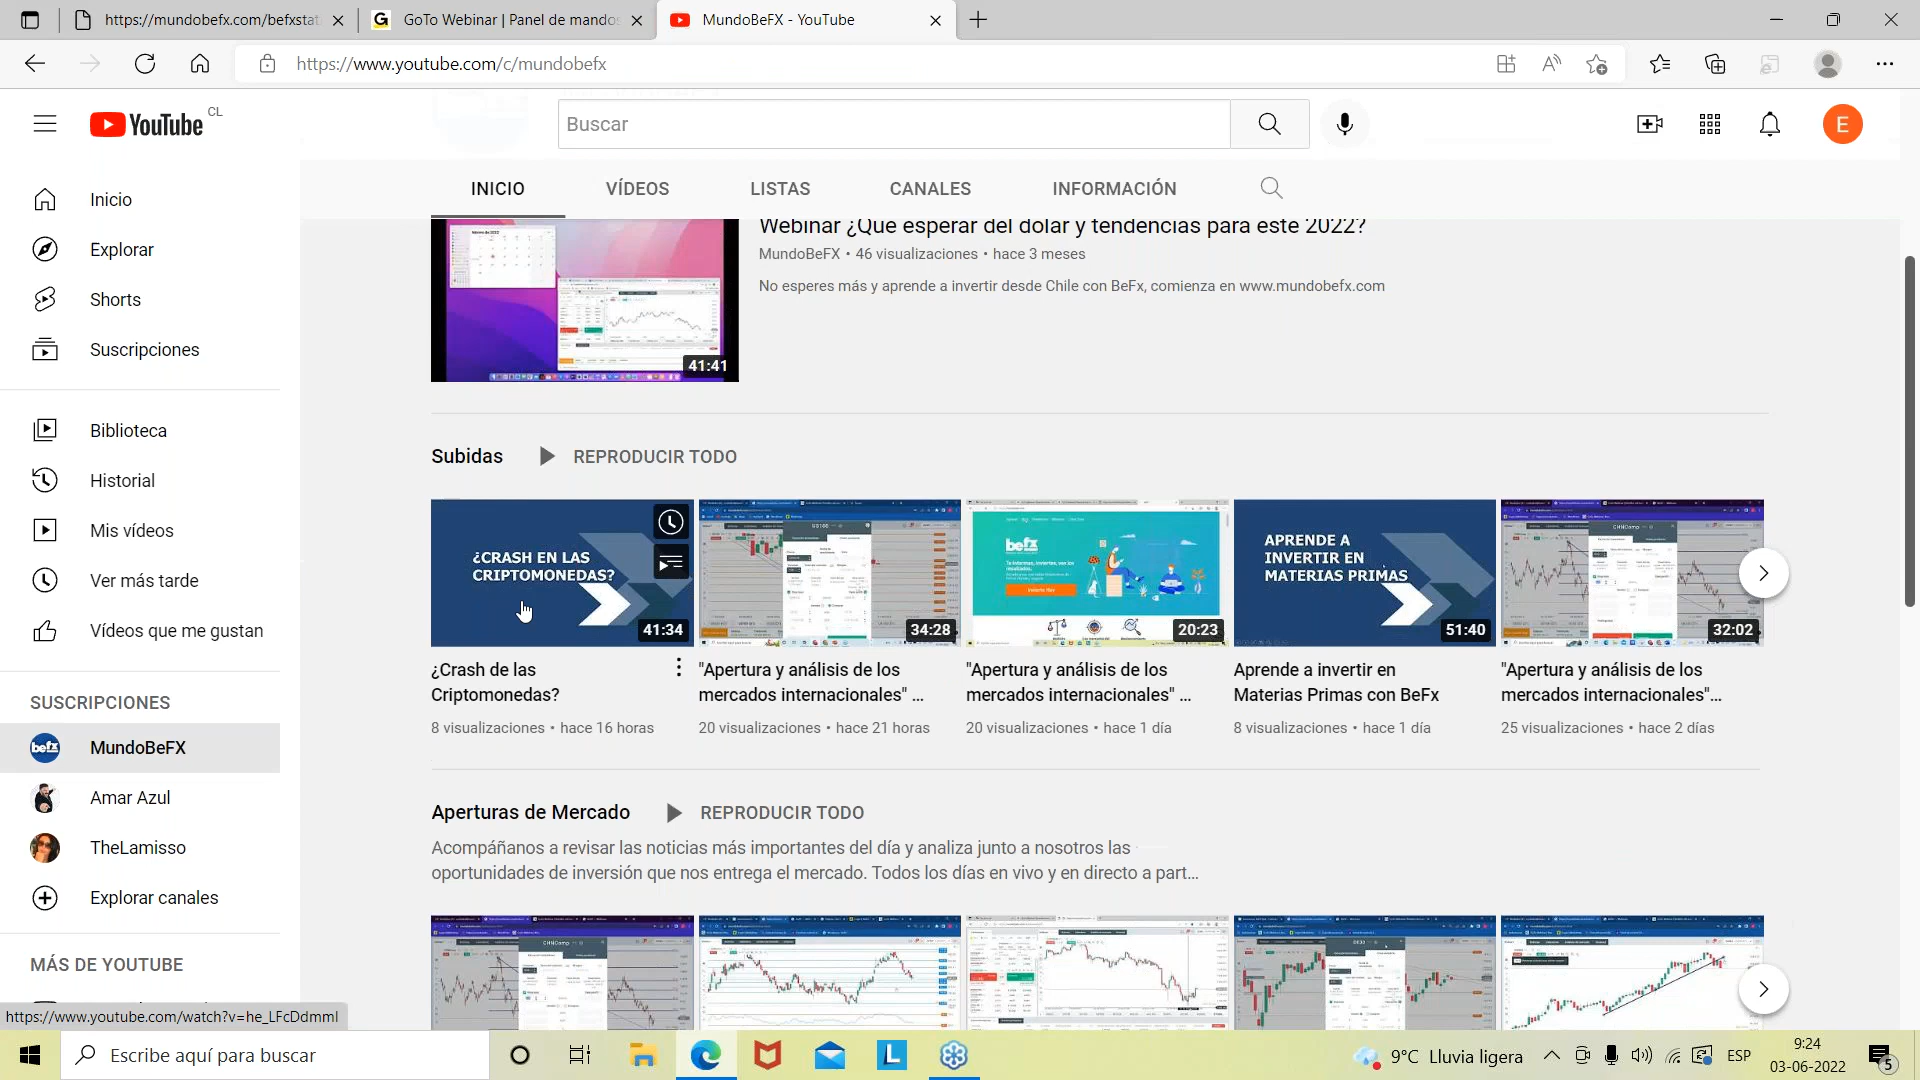 https://mundobefx.com/befxstat
GoTo Webinar | Panel de mandos
MundoBeFX - YouTube
https://www.youtube.com/c/mundobefx
YouTube CL
Buscar
E
INICIO VÍDEOS LISTAS CANALES INFORMACIÓN
Inicio
Explorar
Shorts
Suscripciones
Biblioteca
Historial
Mis vídeos
Ver más tarde
Vídeos que me gustan
SUSCRIPCIONES
befx MundoBeFX
Amar Azul
TheLamisso
Explorar canales
MÁS DE YOUTUBE
https://www.youtube.com/watch?v=he_LFcDdmmI
Webinar ¿Que esperar del dolar y tendencias para este 2022?
MundoBeFX • 46 visualizaciones • hace 3 meses
No esperes más y aprende a invertir desde Chile con BeFx, comienza en www.mundobefx.com
41:41
Subidas REPRODUCIR TODO
¿CRASH EN LAS
CRIPTOMONEDAS?
41:34
¿Crash de las
Criptomonedas?
8 visualizaciones • hace 16 horas
US100
34:28
"Apertura y análisis de los
mercados internacionales" ...
20 visualizaciones • hace 21 horas
befx
20:23
"Apertura y análisis de los
mercados internacionales" ...
20 visualizaciones • hace 1 día
APRENDE A
INVERTIR EN
MATERIAS PRIMAS
51:40
Aprende a invertir en
Materias Primas con BeFx
8 visualizaciones • hace 1 día
CHNComp
32:02
"Apertura y análisis de los
mercados internacionales"...
25 visualizaciones • hace 2 días
Aperturas de Mercado REPRODUCIR TODO
Acompáñanos a revisar las noticias más importantes del día y analiza junto a nosotros las
oportunidades de inversión que nos entrega el mercado. Todos los días en vivo y en directo a part...
CHNComp
DE30
Escribe aquí para buscar
L
9°C Lluvia ligera
ESP
9:24
03-06-2022
5